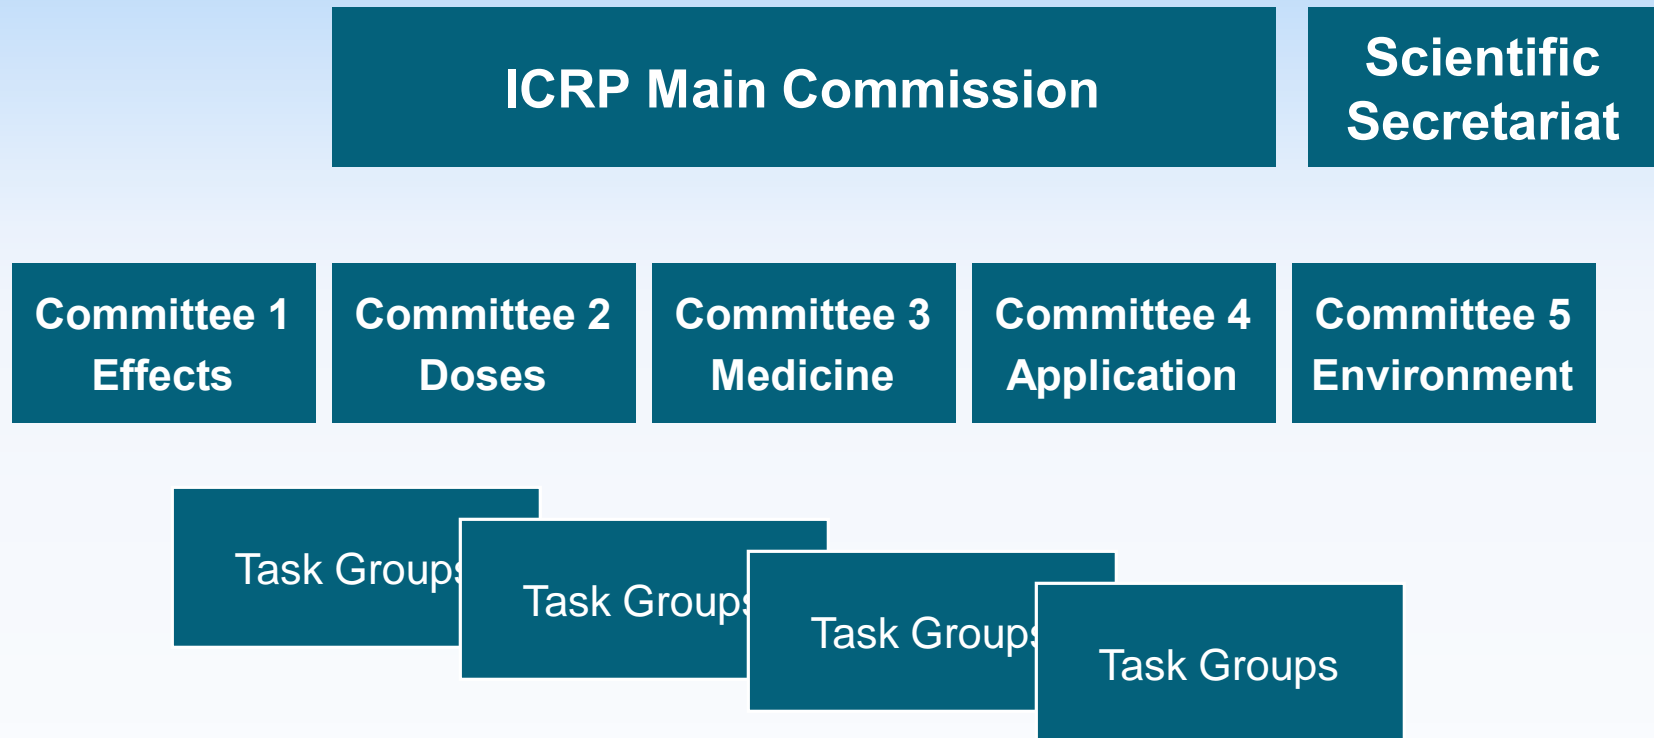 ICRP Main Commission
Scientific
Secretariat
Committee 1
Effects
Committee 2
Doses
Committee 3
Medicine
Committee 4
Application
Committee 5
Environment
Task Groups
Task Groups
Task Groups
Task Groups